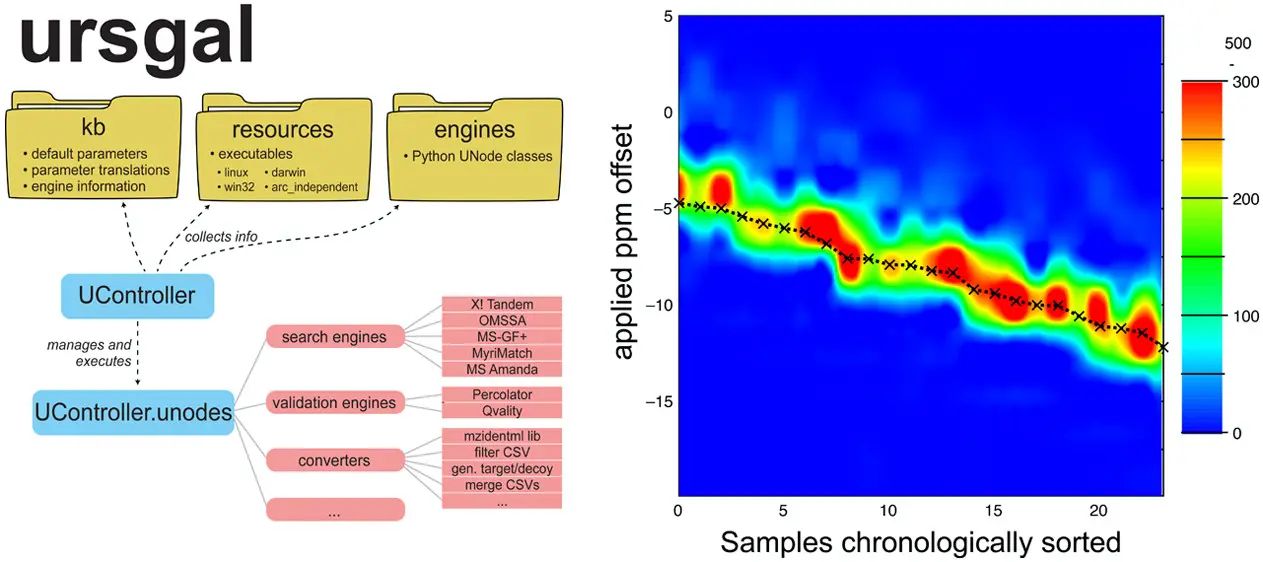 ursgal
kb
• default parameters
• parameter translations
• engine information
resources
• executables
• linux • darwin
• win32 • arc_independent
engines
• Python UNode classes
collects info
UController
manages and
executes
UController.unodes
search engines
X! Tandem
OMSSA
MS-GF+
MyriMatch
MS Amanda
validation engines
Percolator
Qvality
converters
mzidentml lib
filter CSV
gen. target/decoy
merge CSVs
...
...
applied ppm offset
5
0
−5
−10
−15
0
5
10
15
20
Samples chronologically sorted
500
-
300
200
100
0